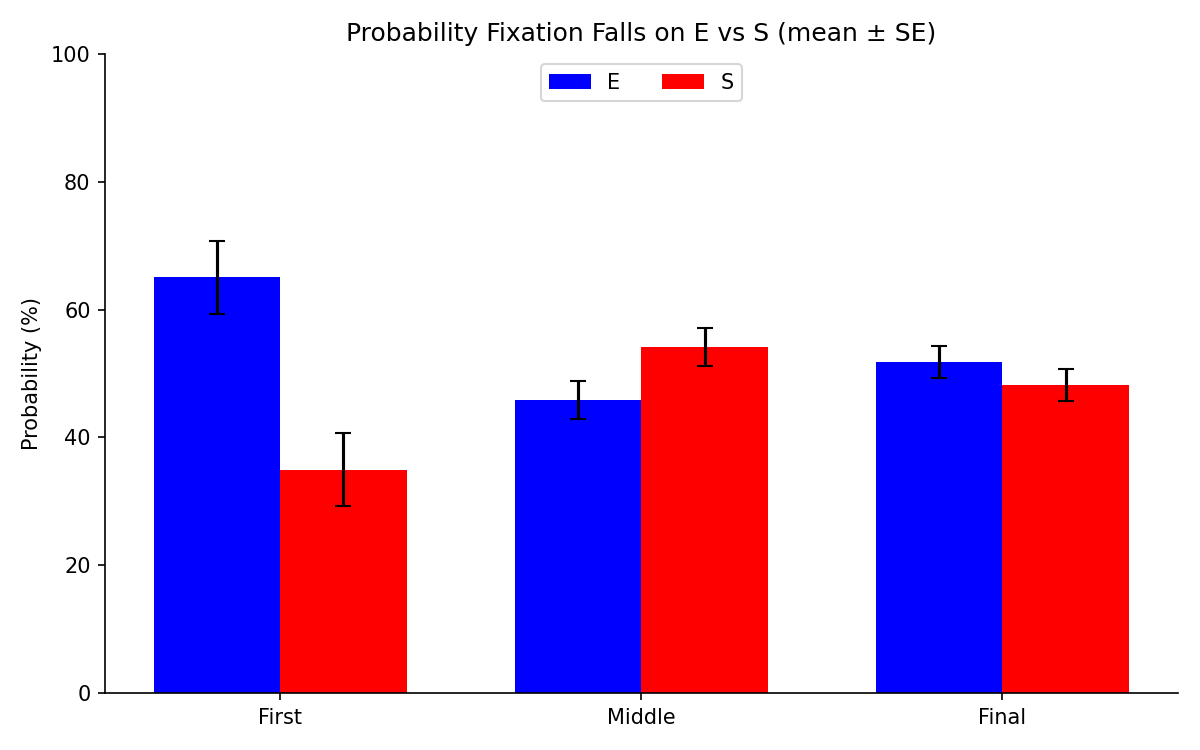 Probability Fixation Falls on E vs S (mean ± SE)
E S
Probability (%)
100
80
60
40
20
0
First Middle Final